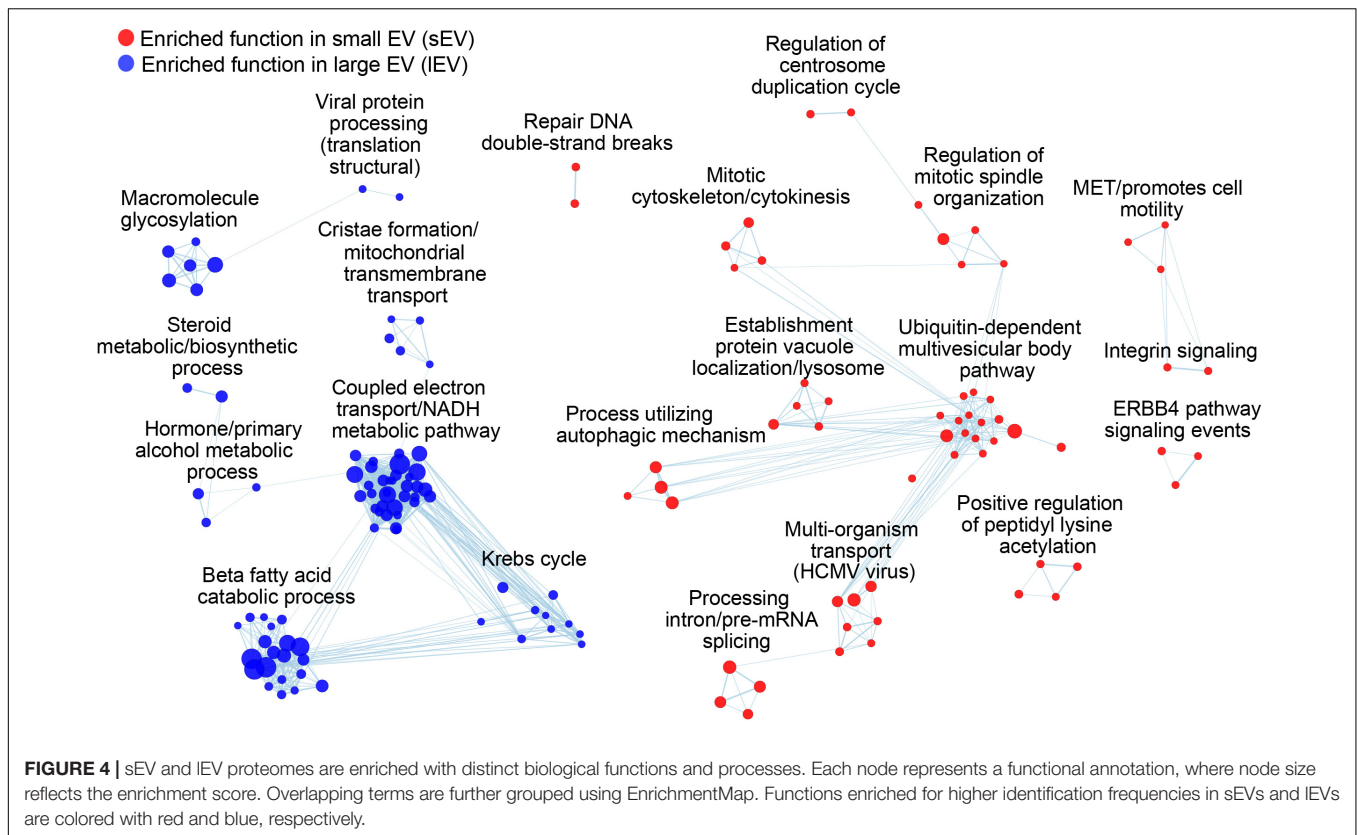 Enriched function in small EV (sEV)
Enriched function in large EV (lEV)
Viral protein
processing
(translation
structural)
Macromolecule
glycosylation
Cristae formation/
mitochondrial
transmembrane
transport
Steroid
metabolic/biosynthetic
process
Hormone/primary
alcohol metabolic
process
Coupled electron
transport/NADH
metabolic pathway
Beta fatty acid
catabolic process
Krebs cycle
Repair DNA
double-strand breaks
Regulation of
centrosome
duplication cycle
Mitotic
cytoskeleton/cytokinesis
Regulation of
mitotic spindle
organization
MET/promotes cell
motility
Establishment
protein vacuole
localization/lysosome
Ubiquitin-dependent
multivesicular body
pathway
Integrin signaling
Process utilizing
autophagic mechanism
ERBB4 pathway
signaling events
Multi-organism
transport
(HCMV virus)
Positive regulation
of peptidyl lysine
acetylation
Processing
intron/pre-mRNA
splicing
FIGURE 4 | sEV and lEV proteomes are enriched with distinct biological functions and processes. Each node represents a functional annotation, where node size
reflects the enrichment score. Overlapping terms are further grouped using EnrichmentMap. Functions enriched for higher identification frequencies in sEVs and lEVs
are colored with red and blue, respectively.